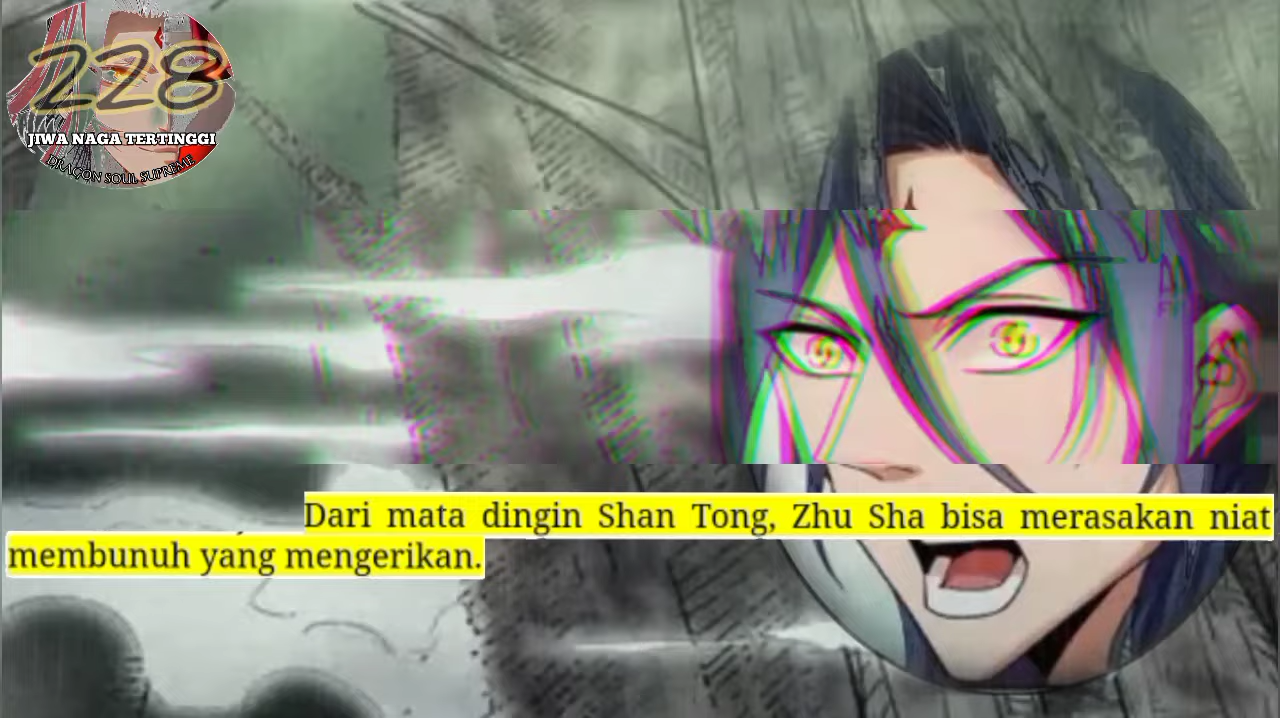 228
JIWA NAGA TERTINGGI
DRAGON SOUL SUPREME
Dari mata dingin Shan Tong, Zhu Sha bisa merasakan niat
membunuh yang mengerikan.